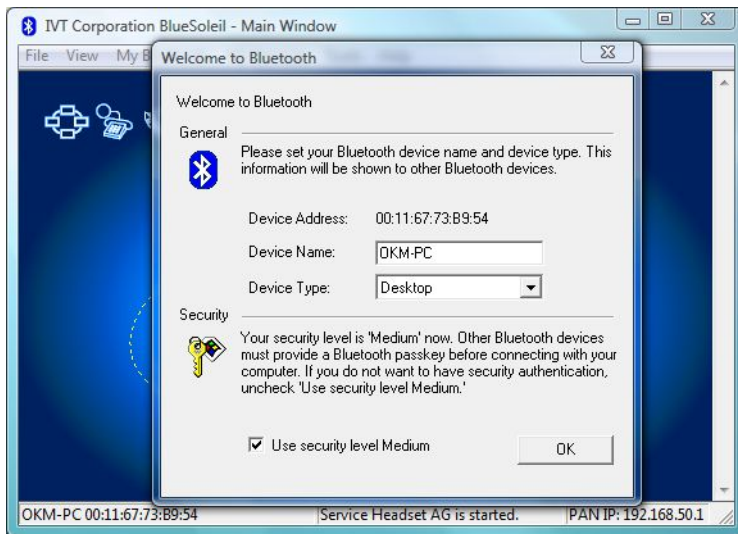 IVT Corporation BlueSoleil - Main Window
File View My B
Welcome to Bluetooth
Welcome to Bluetooth
General
Please set your Bluetooth device name and device type. This
information will be shown to other Bluetooth devices.
Device Address: 00:11:67:73:B9:54
Device Name: OKM-PC
Device Type: Desktop
Security
Your security level is 'Medium' now. Other Bluetooth devices
must provide a Bluetooth passkey before connecting with your
computer. If you do not want to have security authentication,
uncheck 'Use security level Medium.'
Use security level Medium
OK
OKM-PC 00:11:67:73:B9:54 Service Headset AG is started. PAN IP: 192.168.50.1